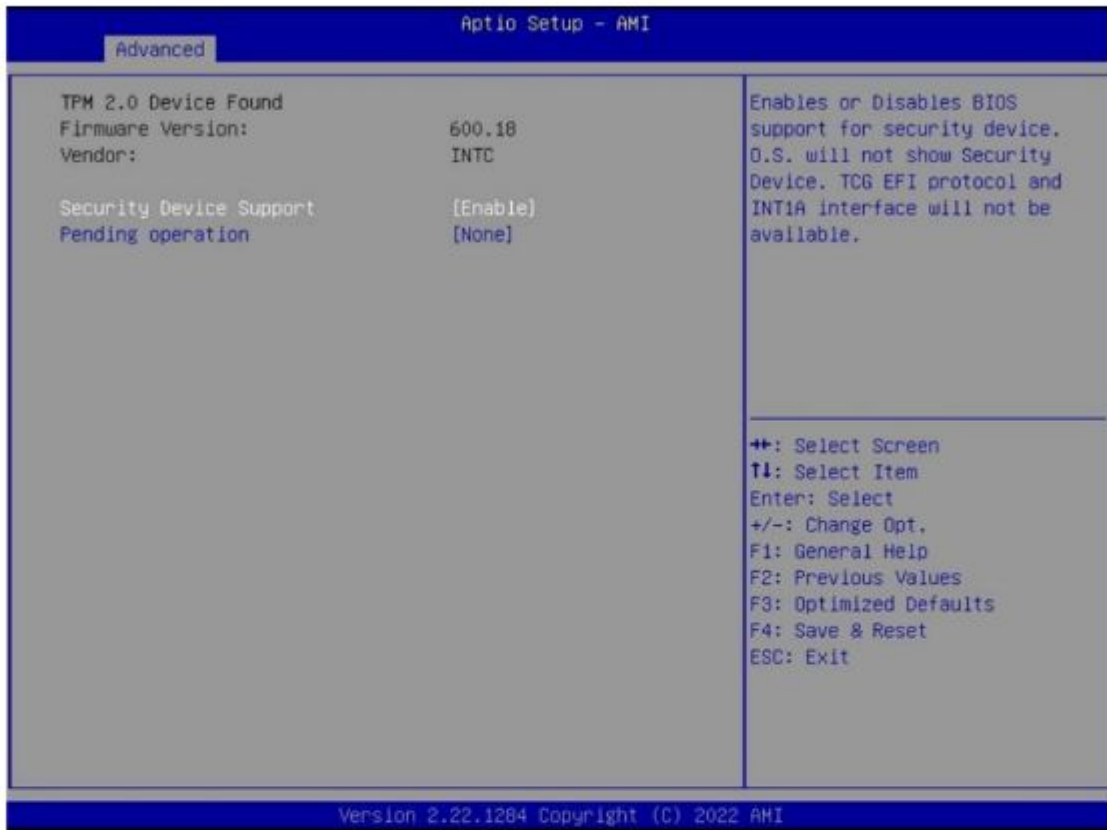 Aptio Setup - AMI
Advanced
TPM 2.0 Device Found
Firmware Version: 600.18
Vendor: INTC
Security Device Support [Enable]
Pending operation [None]
Enables or Disables BIOS
support for security device.
O.S. will not show Security
Device. TCG EFI protocol and
INT1A interface will not be
available.
→←: Select Screen
↑↓: Select Item
Enter: Select
+/-: Change Opt.
F1: General Help
F2: Previous Values
F3: Optimized Defaults
F4: Save & Reset
ESC: Exit
Version 2.22.1284 Copyright (C) 2022 AMI